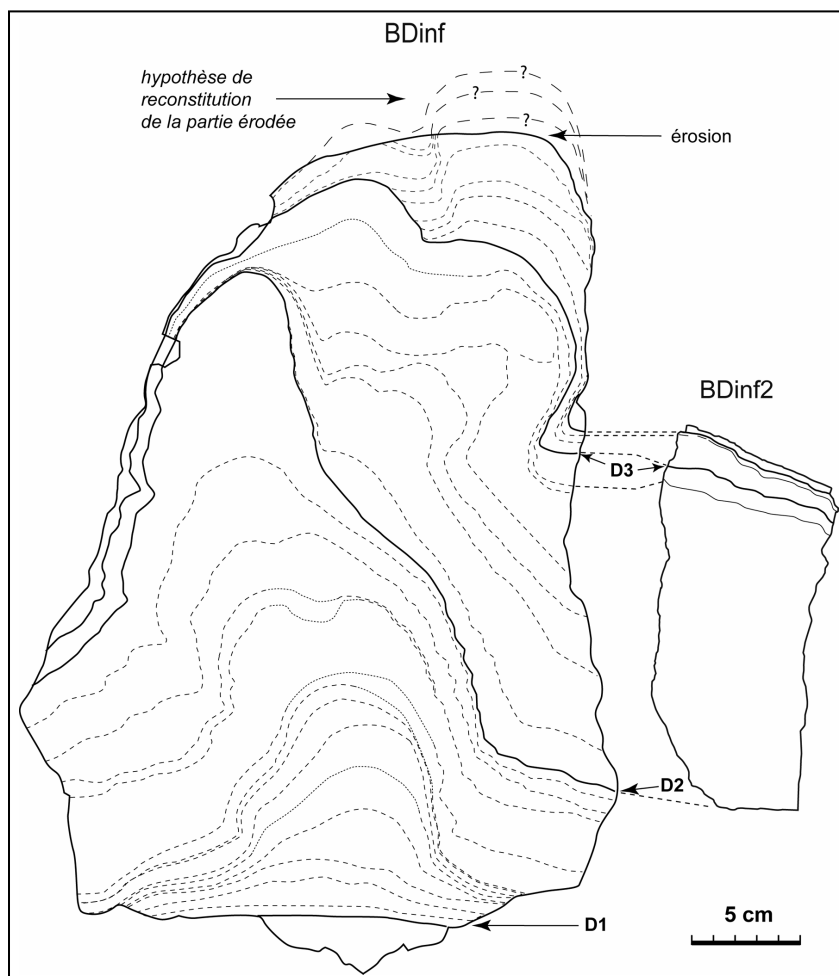 BDinf
hypothèse de
reconstitution
de la partie érodée
?
?
?
érosion
BDinf2
D3
D2
D1
5 cm